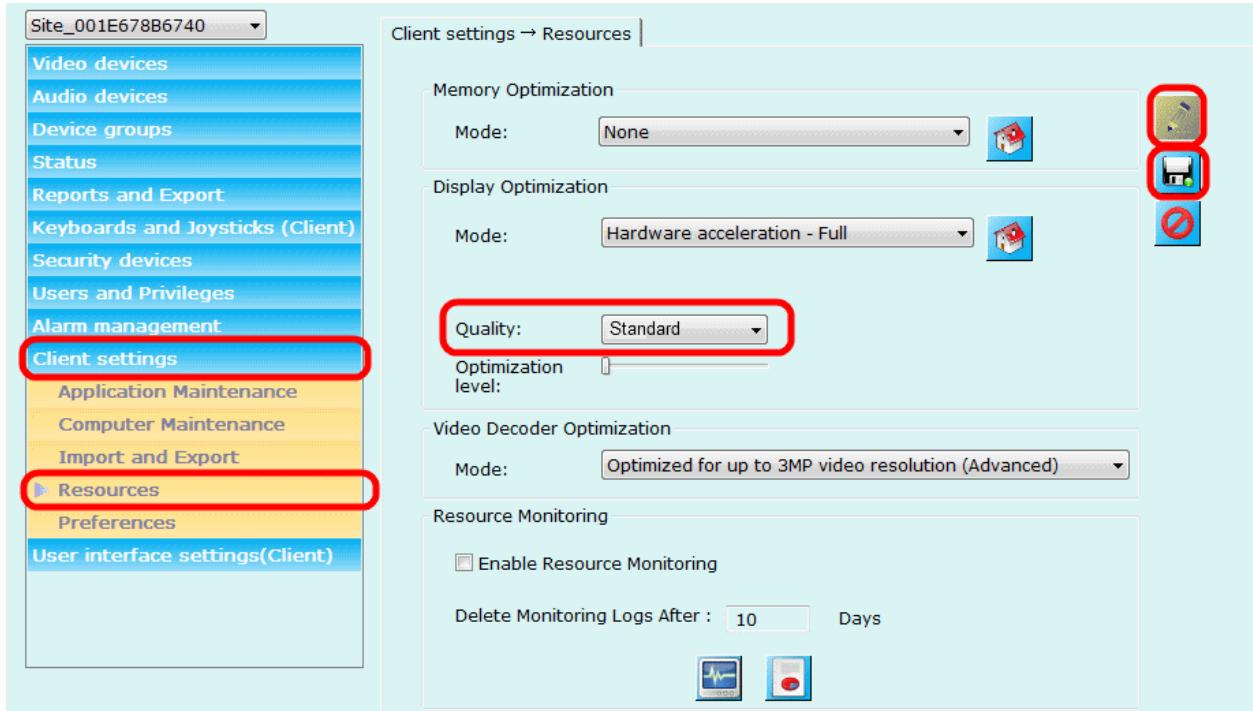 Site_001E678B6740
Video devices
Audio devices
Device groups
Status
Reports and Export
Keyboards and Joysticks (Client)
Security devices
Users and Privileges
Alarm management
Client settings
Application Maintenance
Computer Maintenance
Import and Export
Resources
Preferences
User interface settings(Client)
Client settings → Resources
Memory Optimization
Mode: None
Display Optimization
Mode: Hardware acceleration - Full
Quality: Standard
Optimization
level:
Video Decoder Optimization
Mode: Optimized for up to 3MP video resolution (Advanced)
Resource Monitoring
Enable Resource Monitoring
Delete Monitoring Logs After : 10 Days